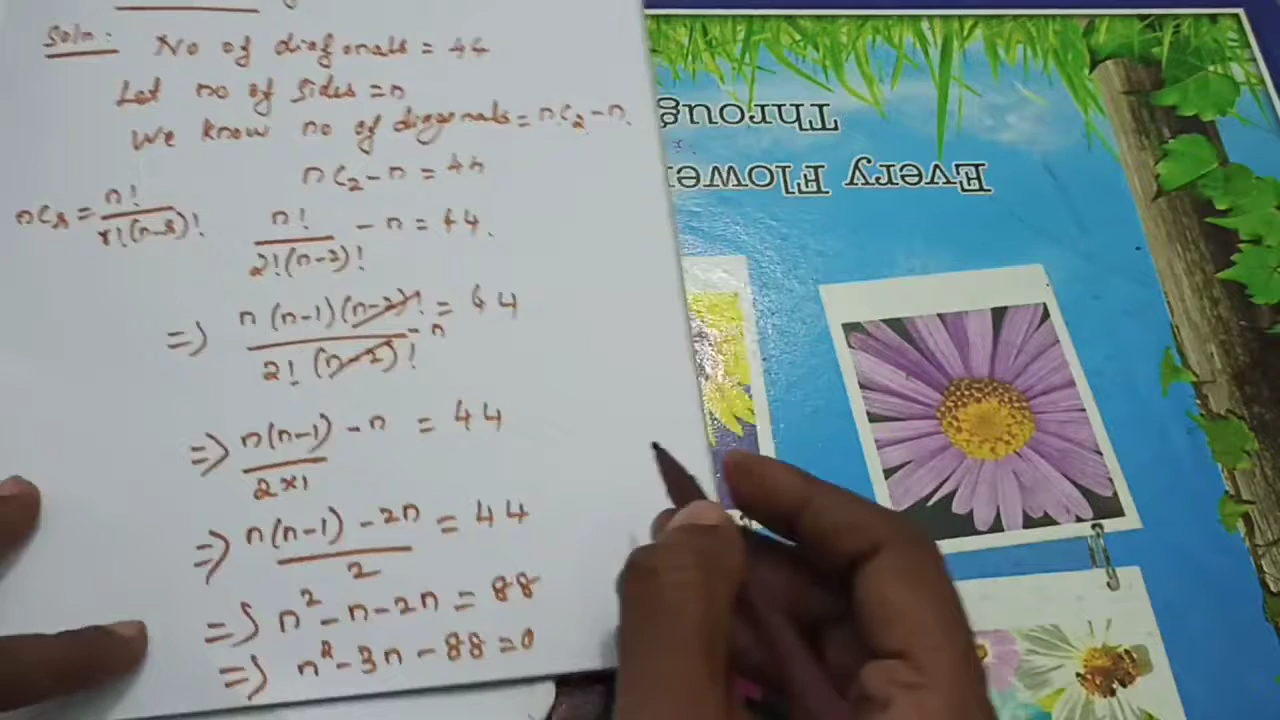 Soln:
No of diagonals = 44
Let no of sides = n
We know no of diagonals = nC2 - n.
nC2 - n = 44
nCr = n! / r!(n-r)!
n! / 2!(n-2)! - n = 44.
=> n(n-1)(n-2)! / 2!(n-2)! - n = 44
=> n(n-1) / 2×1 - n = 44
=> n(n-1) - 2n / 2 = 44
=> n² - n - 2n = 88
=> n² - 3n - 88 = 0
Every Flower
Throug